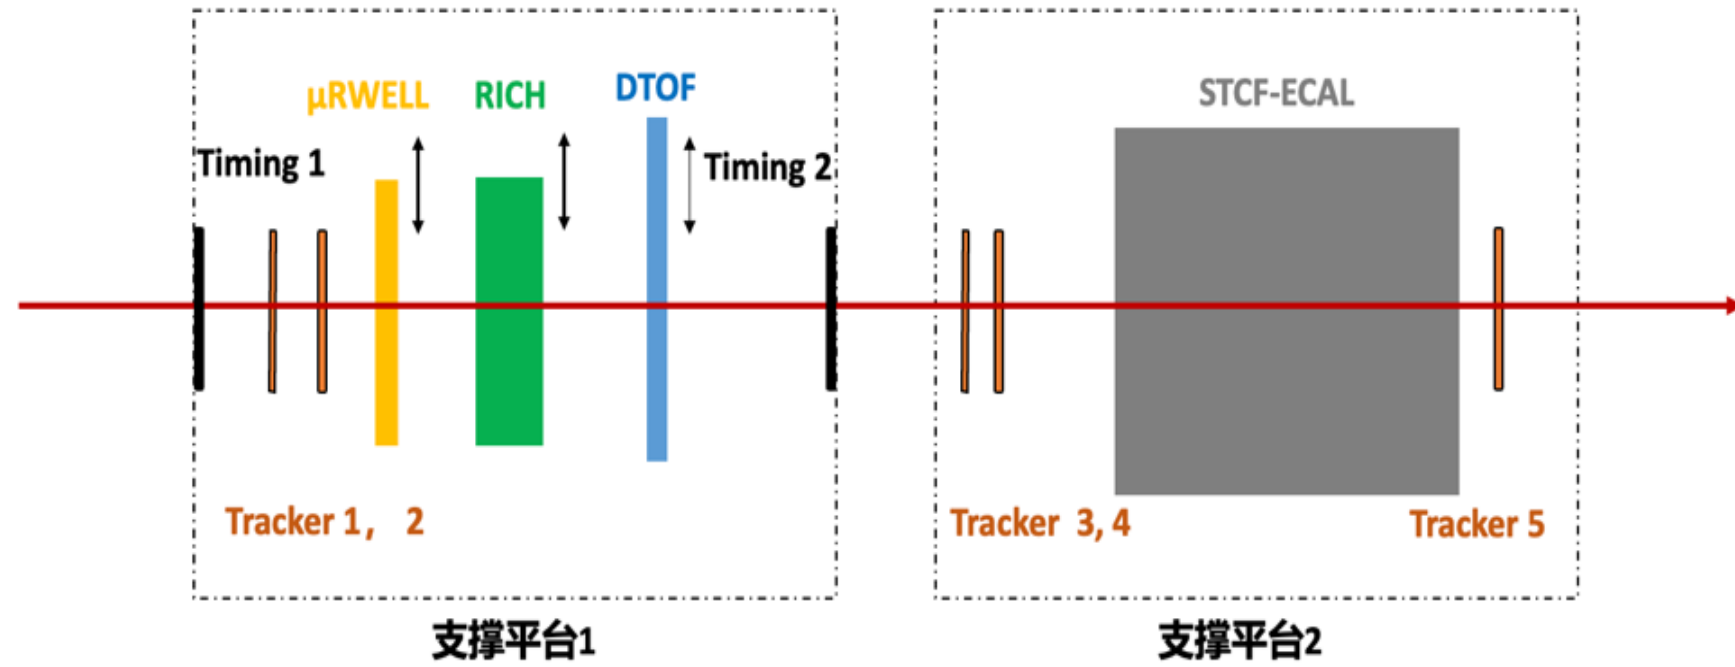 μRWELL
RICH
DTOF
STCF-ECAL
Timing 1
Timing 2
Tracker 1， 2
Tracker 3, 4
Tracker 5
支撑平台1
支撑平台2